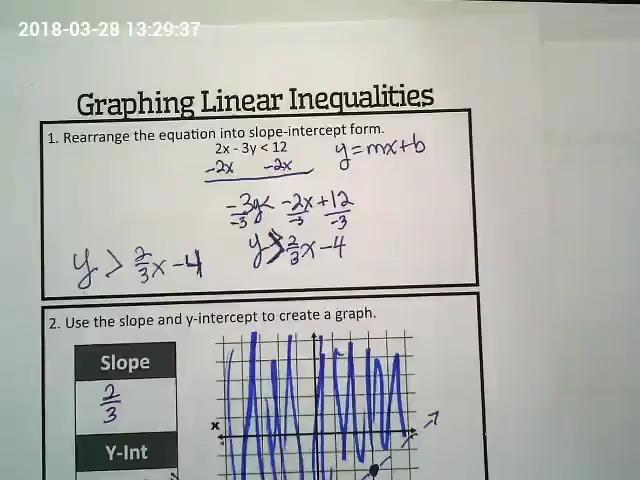 2018-03-28 13:29:37
Graphing Linear Inequalities
1. Rearrange the equation into slope-intercept form.
2x - 3y < 12
-2x -2x
y=mx+b
-3y< -2x+12
-3 -3 -3
y>2/3x-4
y>2/3x-4
2. Use the slope and y-intercept to create a graph.
Slope
2/3
x
Y-Int